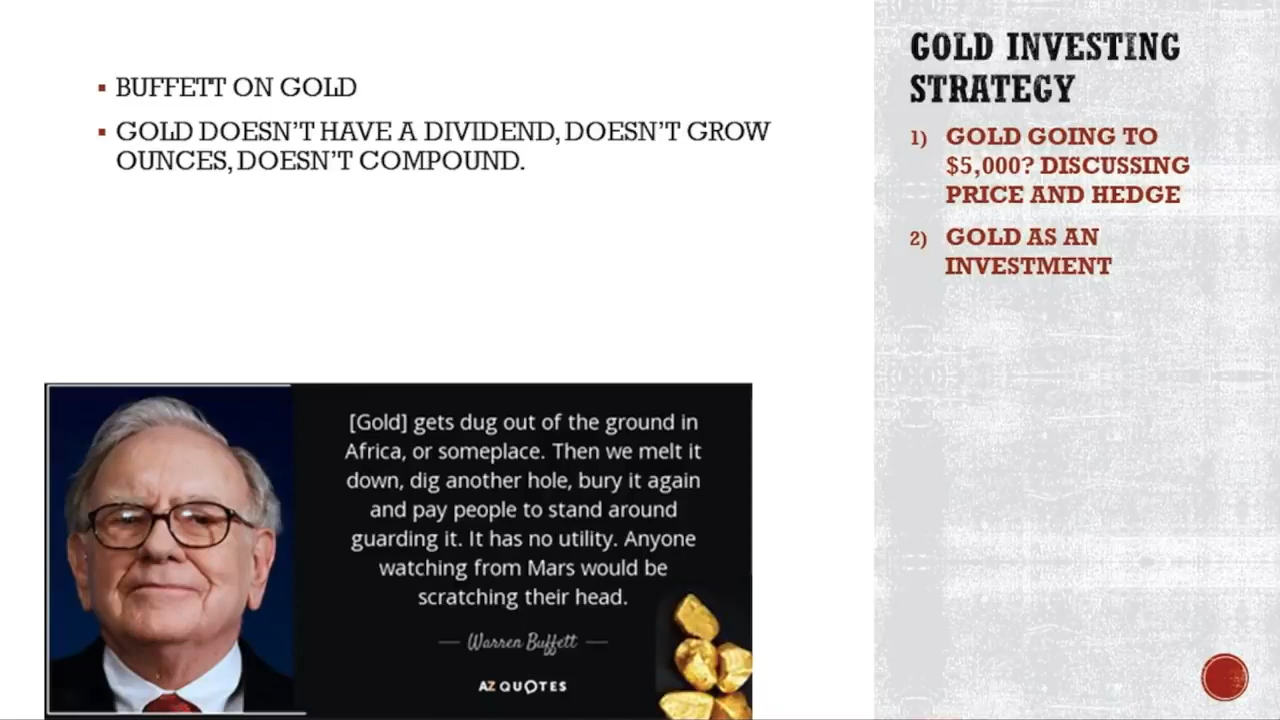 ▪ BUFFETT ON GOLD
▪ GOLD DOESN'T HAVE A DIVIDEND, DOESN'T GROW
OUNCES, DOESN'T COMPOUND.
[Gold] gets dug out of the ground in
Africa, or someplace. Then we melt it
down, dig another hole, bury it again
and pay people to stand around
guarding it. It has no utility. Anyone
watching from Mars would be
scratching their head.
— Warren Buffett —
AZ QUOTES
GOLD INVESTING
STRATEGY
1) GOLD GOING TO
$5,000? DISCUSSING
PRICE AND HEDGE
2) GOLD AS AN
INVESTMENT